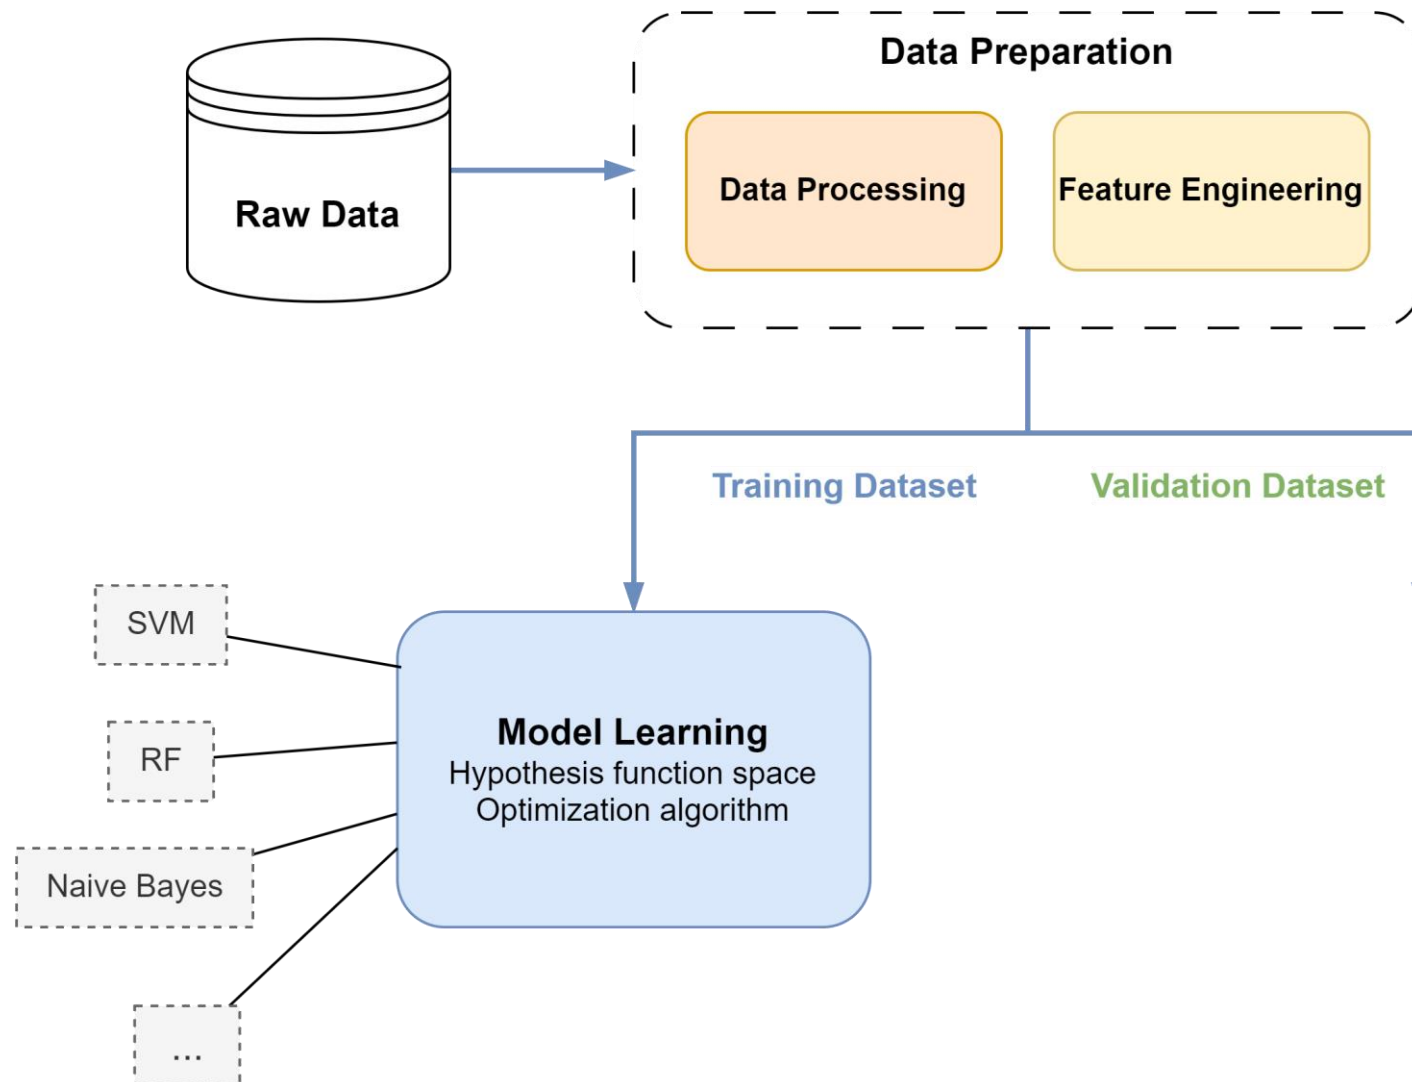 Data Preparation
Raw Data
Data Processing
Feature Engineering
Training Dataset
Validation Dataset
SVM
RF
Naive Bayes
...
Model Learning
Hypothesis function space
Optimization algorithm